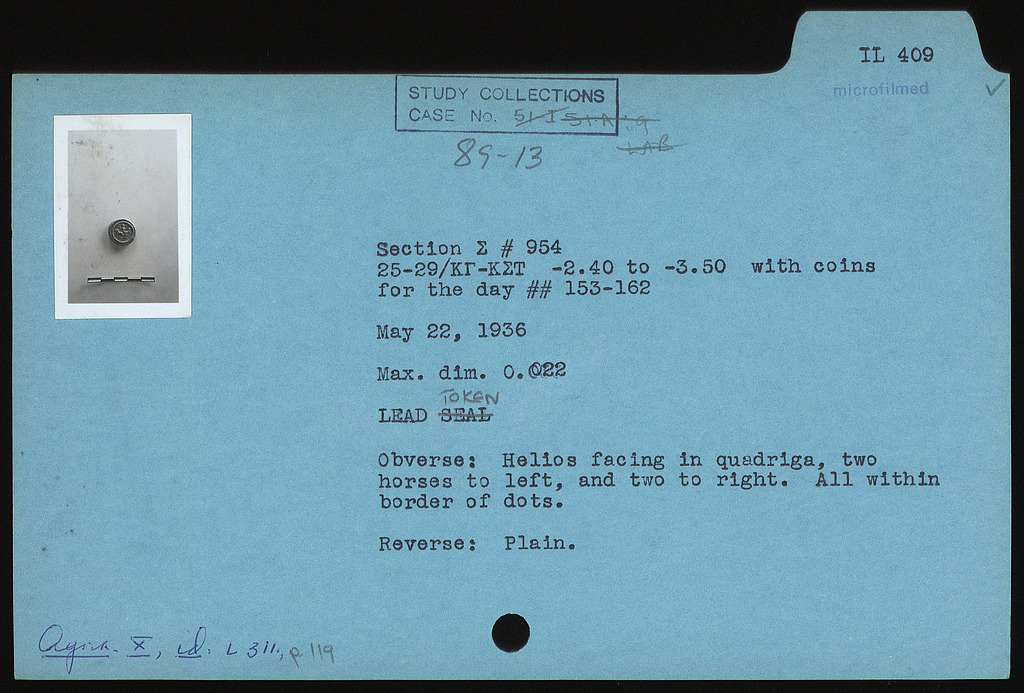 IL 409
microfilmed
STUDY COLLECTIONS
CASE No. 51
89-13
LAB
Section Σ # 954
25-29/ΚΓ-ΚΣΤ -2.40 to -3.50 with coins
for the day ## 153-162
May 22, 1936
Max. dim. 0.022
TOKEN
LEAD SEAL
Obverse: Helios facing in quadriga, two
horses to left, and two to right. All within
border of dots.
Reverse: Plain.
Agora. X, id. L 311, p 119